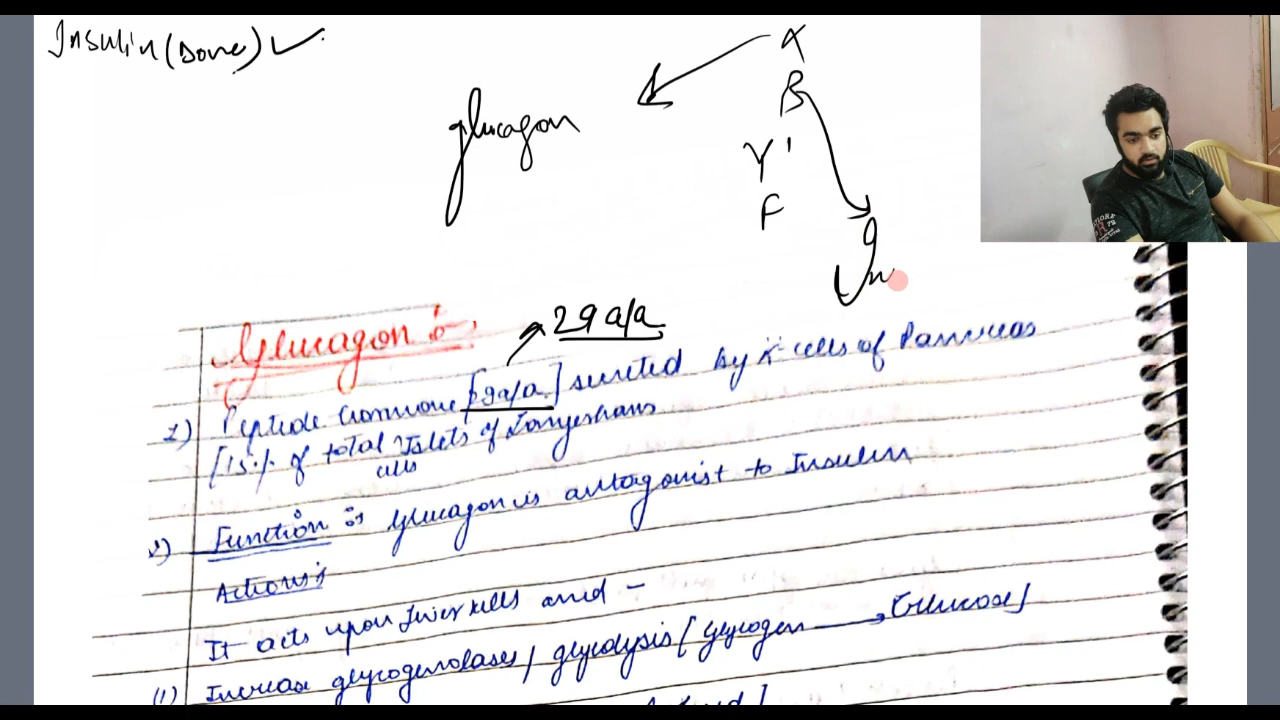 Insulin (Done) ✓
α
glucagon
β
γ'
F
In
Glucagon :-
29 a/a
1) Peptide hormone [29a/a] secreted by α-cells of Pancreas
[15% of total Islets of Langerhans
cells
2) Function :- Glucagon is antagonist to Insulin
Actions:
It acts upon liver cells and -
(1) Increase glycogenolases / glycolysis [Glycogen → Glucose]